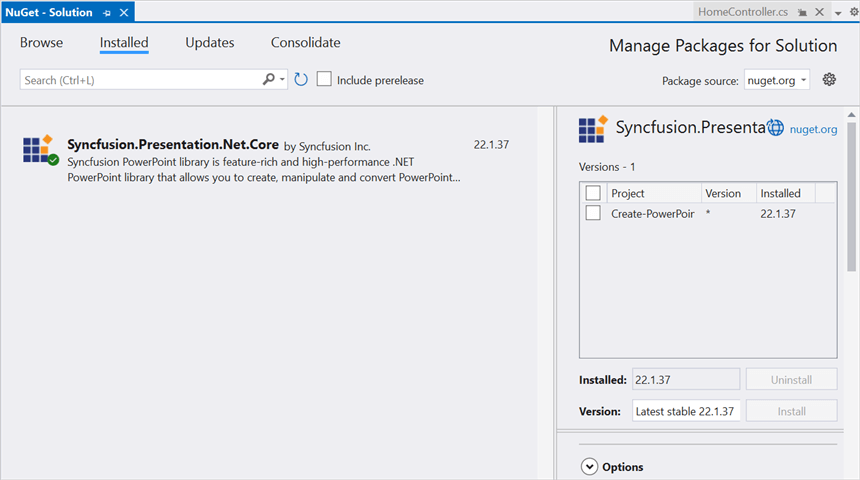 NuGet - Solution
HomeController.cs
Browse Installed Updates Consolidate
Manage Packages for Solution
Search (Ctrl+L)
Include prerelease
Package source: nuget.org
Syncfusion.Presentation.Net.Core by Syncfusion Inc.
22.1.37
Syncfusion PowerPoint library is feature-rich and high-performance .NET
PowerPoint library that allows you to create, manipulate and convert PowerPoint...
Syncfusion.Presenta
nuget.org
Versions - 1
Project Version Installed
Create-PowerPoir * 22.1.37
Installed: 22.1.37 Uninstall
Version: Latest stable 22.1.37 Install
Options